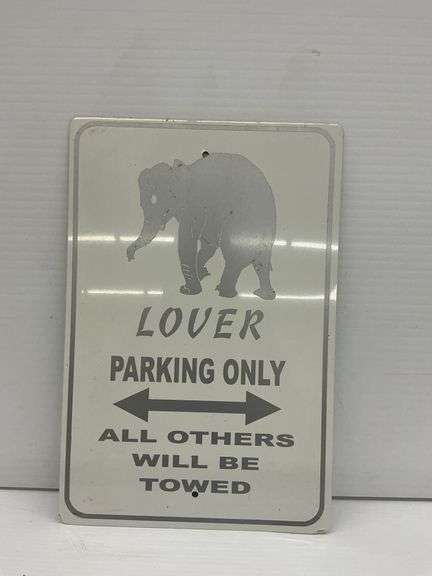 LOVER
PARKING ONLY
ALL OTHERS
WILL BE
TOWED